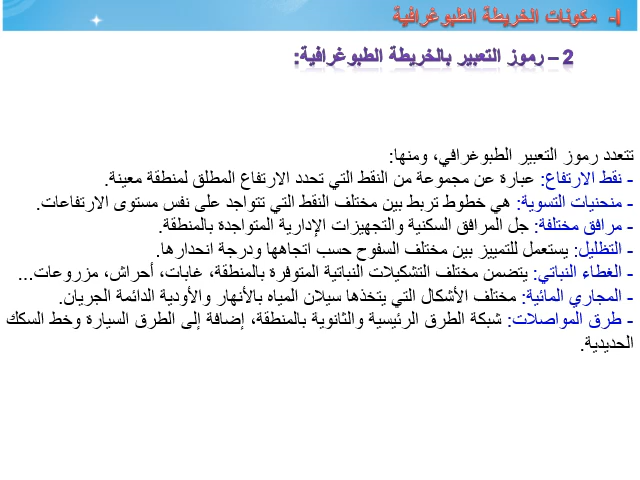 I- مكونات الخريطة الطبوغرافية
2 – رموز التعبير بالخريطة الطبوغرافية:
تتعدد رموز التعبير الطبوغرافي، ومنها:
- نقط الارتفاع: عبارة عن مجموعة من النقط التي تحدد الارتفاع المطلق لمنطقة معينة.
- منحنيات التسوية: هي خطوط تربط بين مختلف النقط التي تتواجد على نفس مستوى الارتفاعات.
- مرافق مختلفة: جل المرافق السكنية والتجهيزات الإدارية المتواجدة بالمنطقة.
- التظليل: يستعمل للتمييز بين مختلف السفوح حسب اتجاهها ودرجة انحدارها.
- الغطاء النباتي: يتضمن مختلف التشكيلات النباتية المتوفرة بالمنطقة، غابات، أحراش، مزروعات...
- المجاري المائية: مختلف الأشكال التي يتخذها سيلان المياه بالأنهار والأودية الدائمة الجريان.
- طرق المواصلات: شبكة الطرق الرئيسية والثانوية بالمنطقة، إضافة إلى الطرق السيارة وخط السكك
الحديدية.